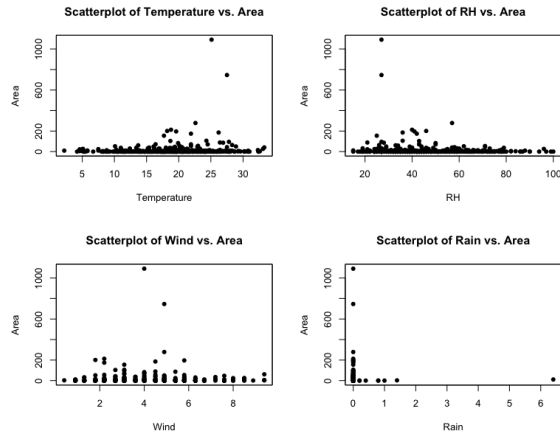 Scatterplot of Temperature vs. Area
Area
0 200 600 1000
5 10 15 20 25 30
Temperature
Scatterplot of RH vs. Area
Area
0 200 600 1000
20 40 60 80 100
RH
Scatterplot of Wind vs. Area
Area
0 200 600 1000
2 4 6 8
Wind
Scatterplot of Rain vs. Area
Area
0 200 600 1000
0 1 2 3 4 5 6
Rain